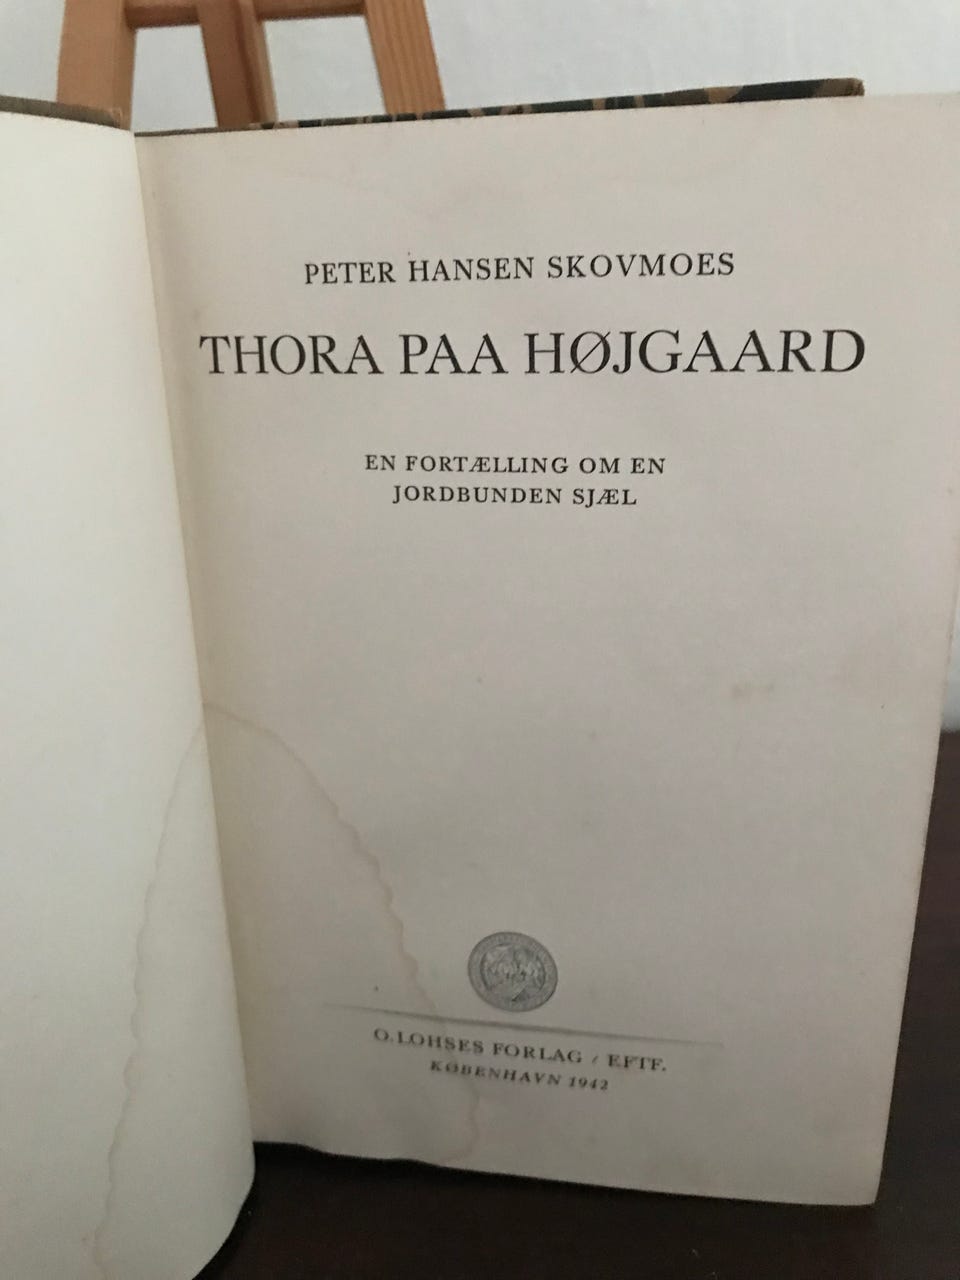 PETER HANSEN SKOVMOES
THORA PAA HØJGAARD
EN FORTÆLLING OM EN
JORDBUNDEN SJÆL
O. LOHSES FORLAG / EFTF.
KØBENHAVN 1942